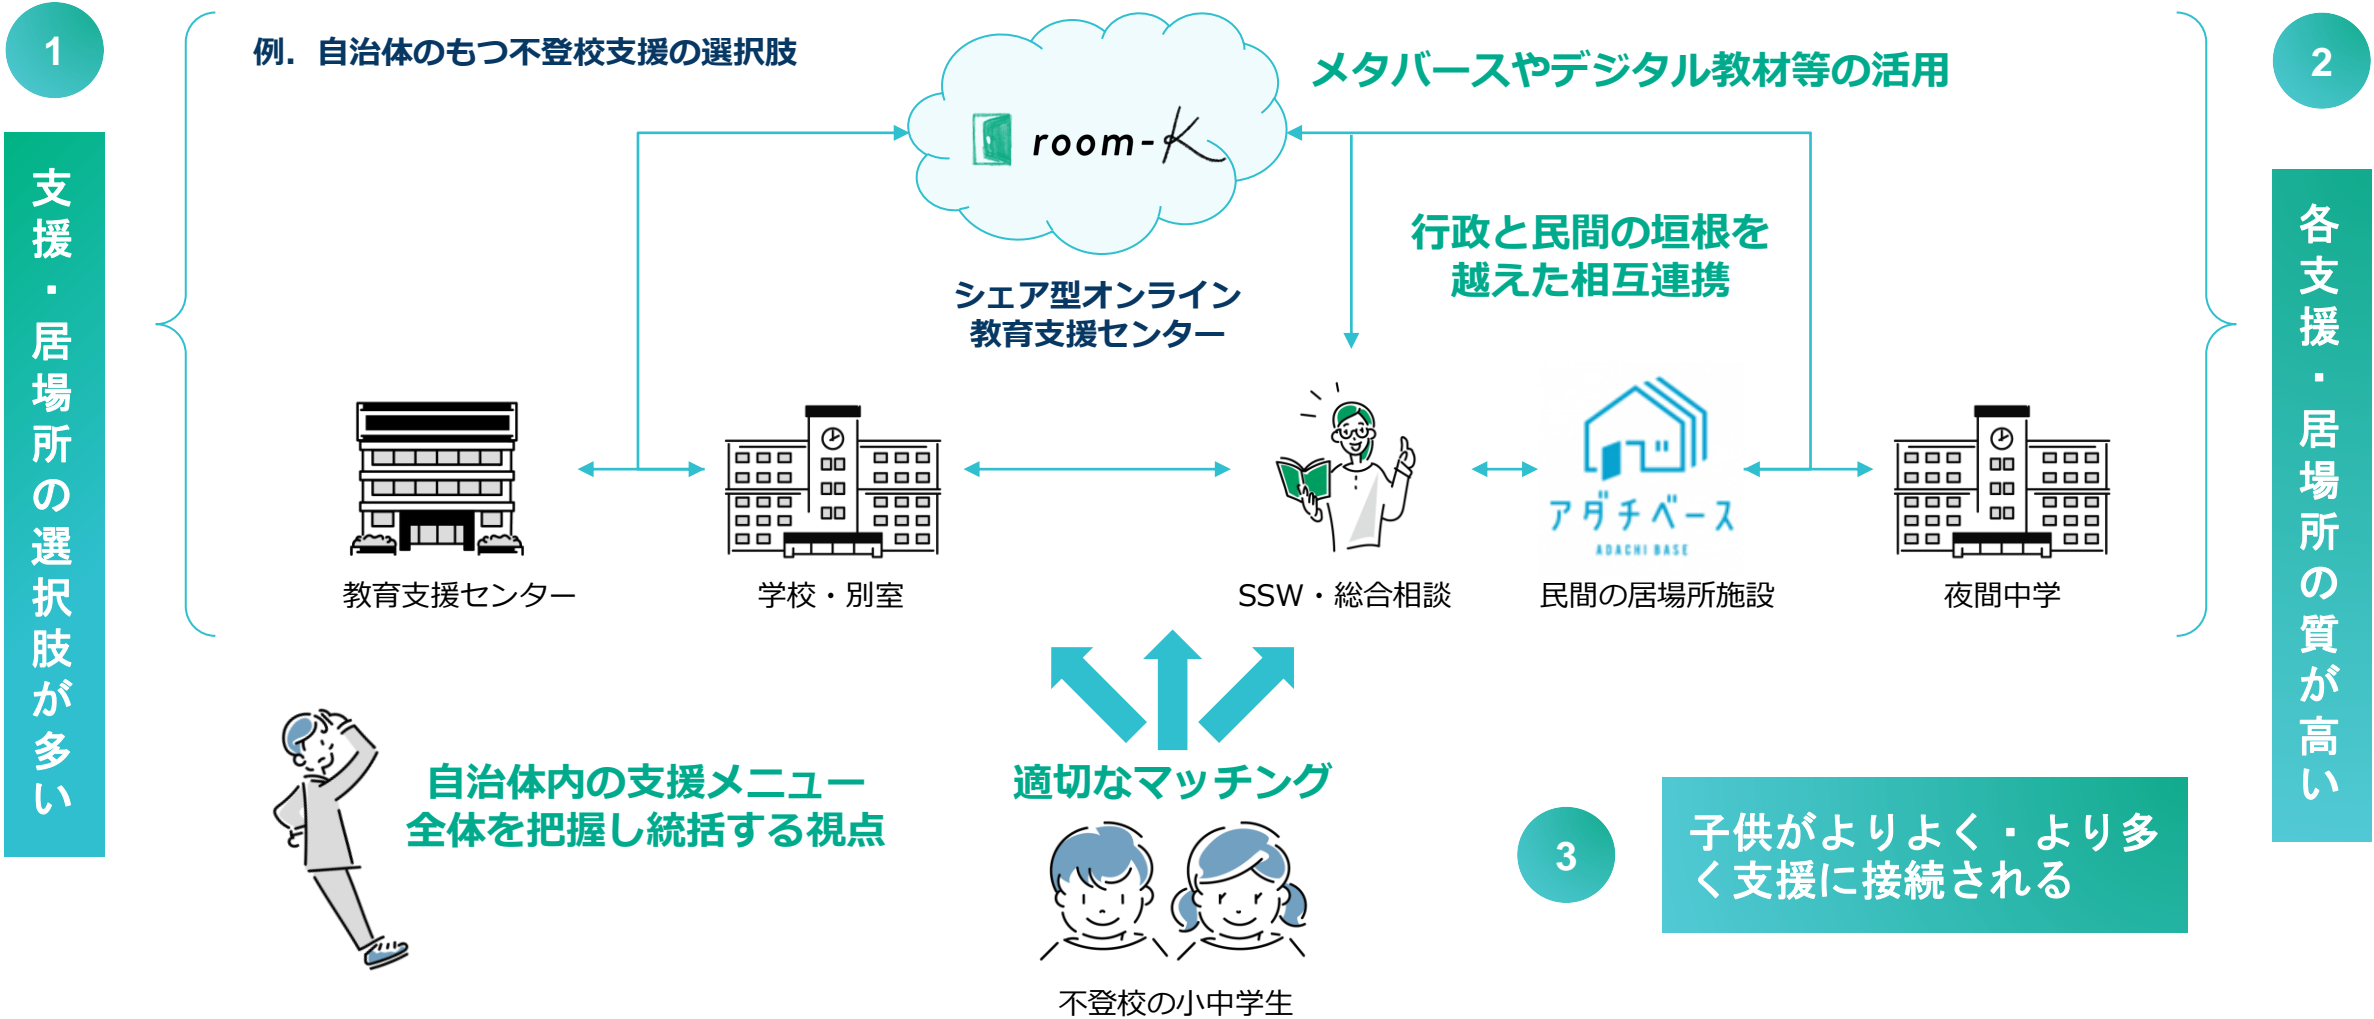 1
支援・居場所の選択肢が多い
例．自治体のもつ不登校支援の選択肢
room-K
メタバースやデジタル教材等の活用
2
各支援・居場所の質が高い
行政と民間の垣根を
越えた相互連携
シェア型オンライン
教育支援センター
アダチベース
ADACHI BASE
教育支援センター
学校・別室
SSW・総合相談
民間の居場所施設
夜間中学
自治体内の支援メニュー
全体を把握し統括する視点
適切なマッチング
3
子供がよりよく・より多
く支援に接続される
不登校の小中学生